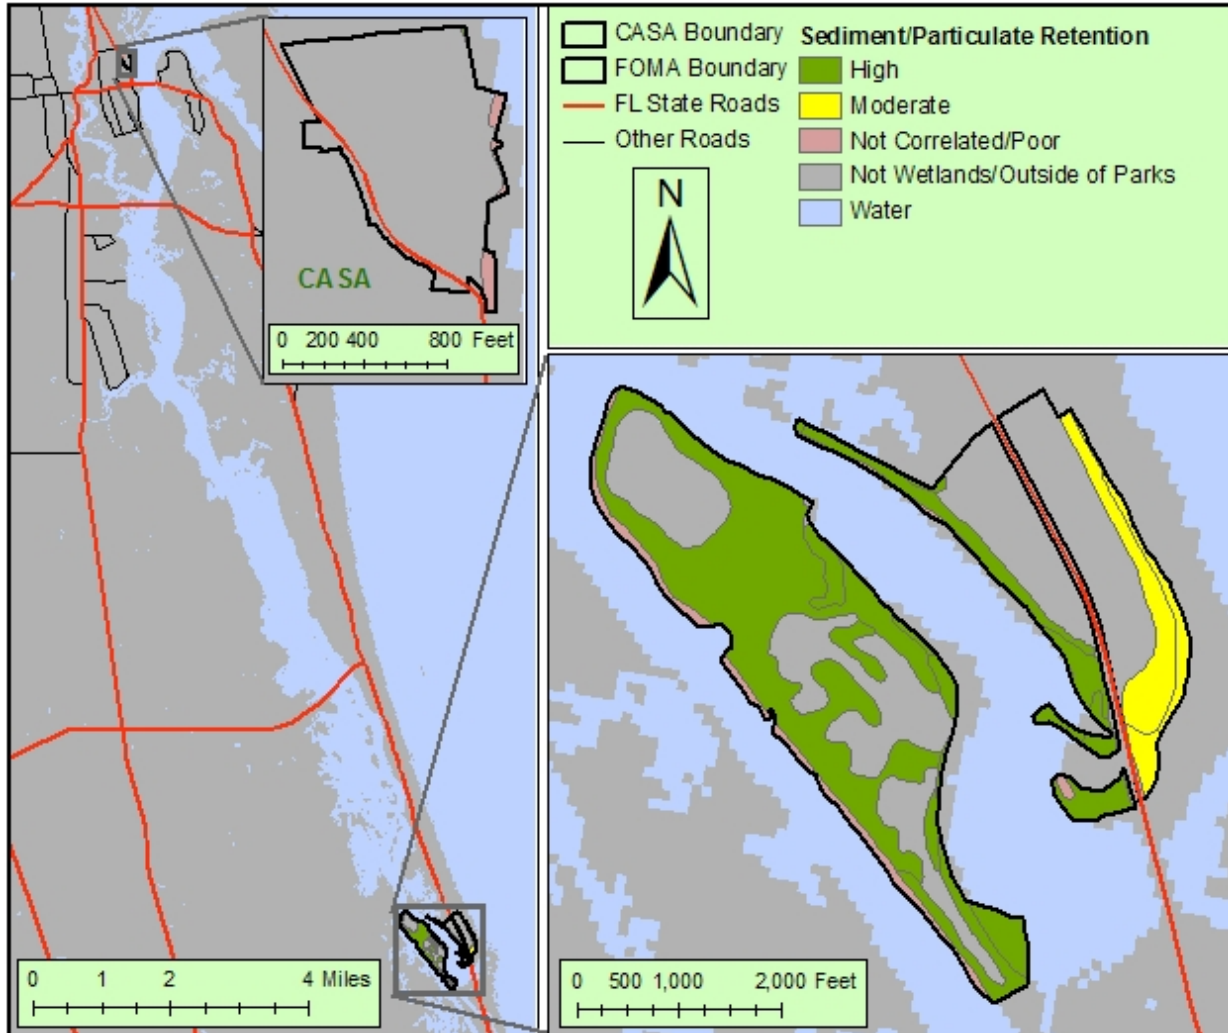 CASA
0 200 400 800 Feet
0 1 2 4 Miles
CASA Boundary
FOMA Boundary
FL State Roads
Other Roads
Sediment/Particulate Retention
High
Moderate
Not Correlated/Poor
Not Wetlands/Outside of Parks
Water
N
0 500 1,000 2,000 Feet